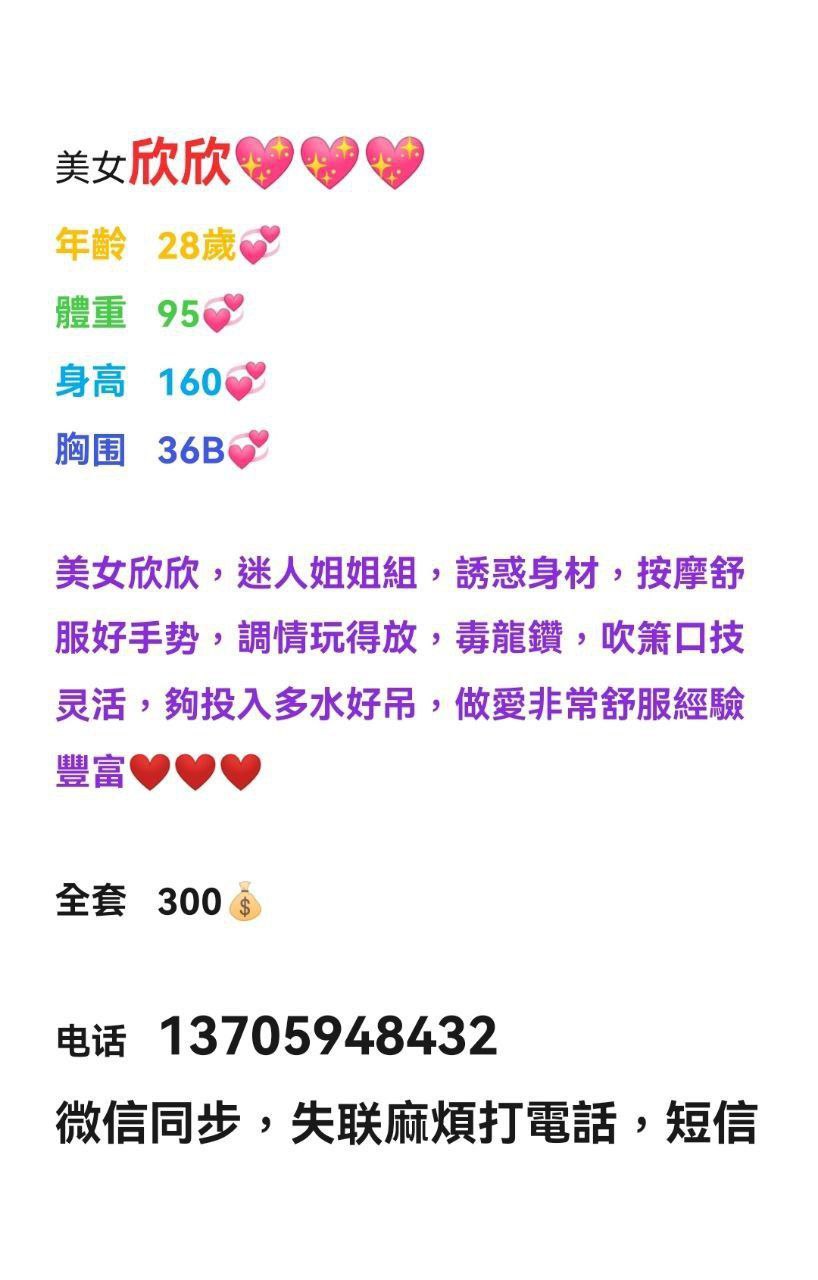 美女欣欣💖💖💖
年齡 28歲💞
體重 95💞
身高 160💞
胸围 36B💞
美女欣欣，迷人姐姐組，誘惑身材，按摩舒
服好手势，調情玩得放，毒龍鑽，吹箫口技
灵活，夠投入多水好吊，做愛非常舒服經驗
豐富❤️❤️❤️
全套 300💰
电话 13705948432
微信同步，失联麻煩打電話，短信